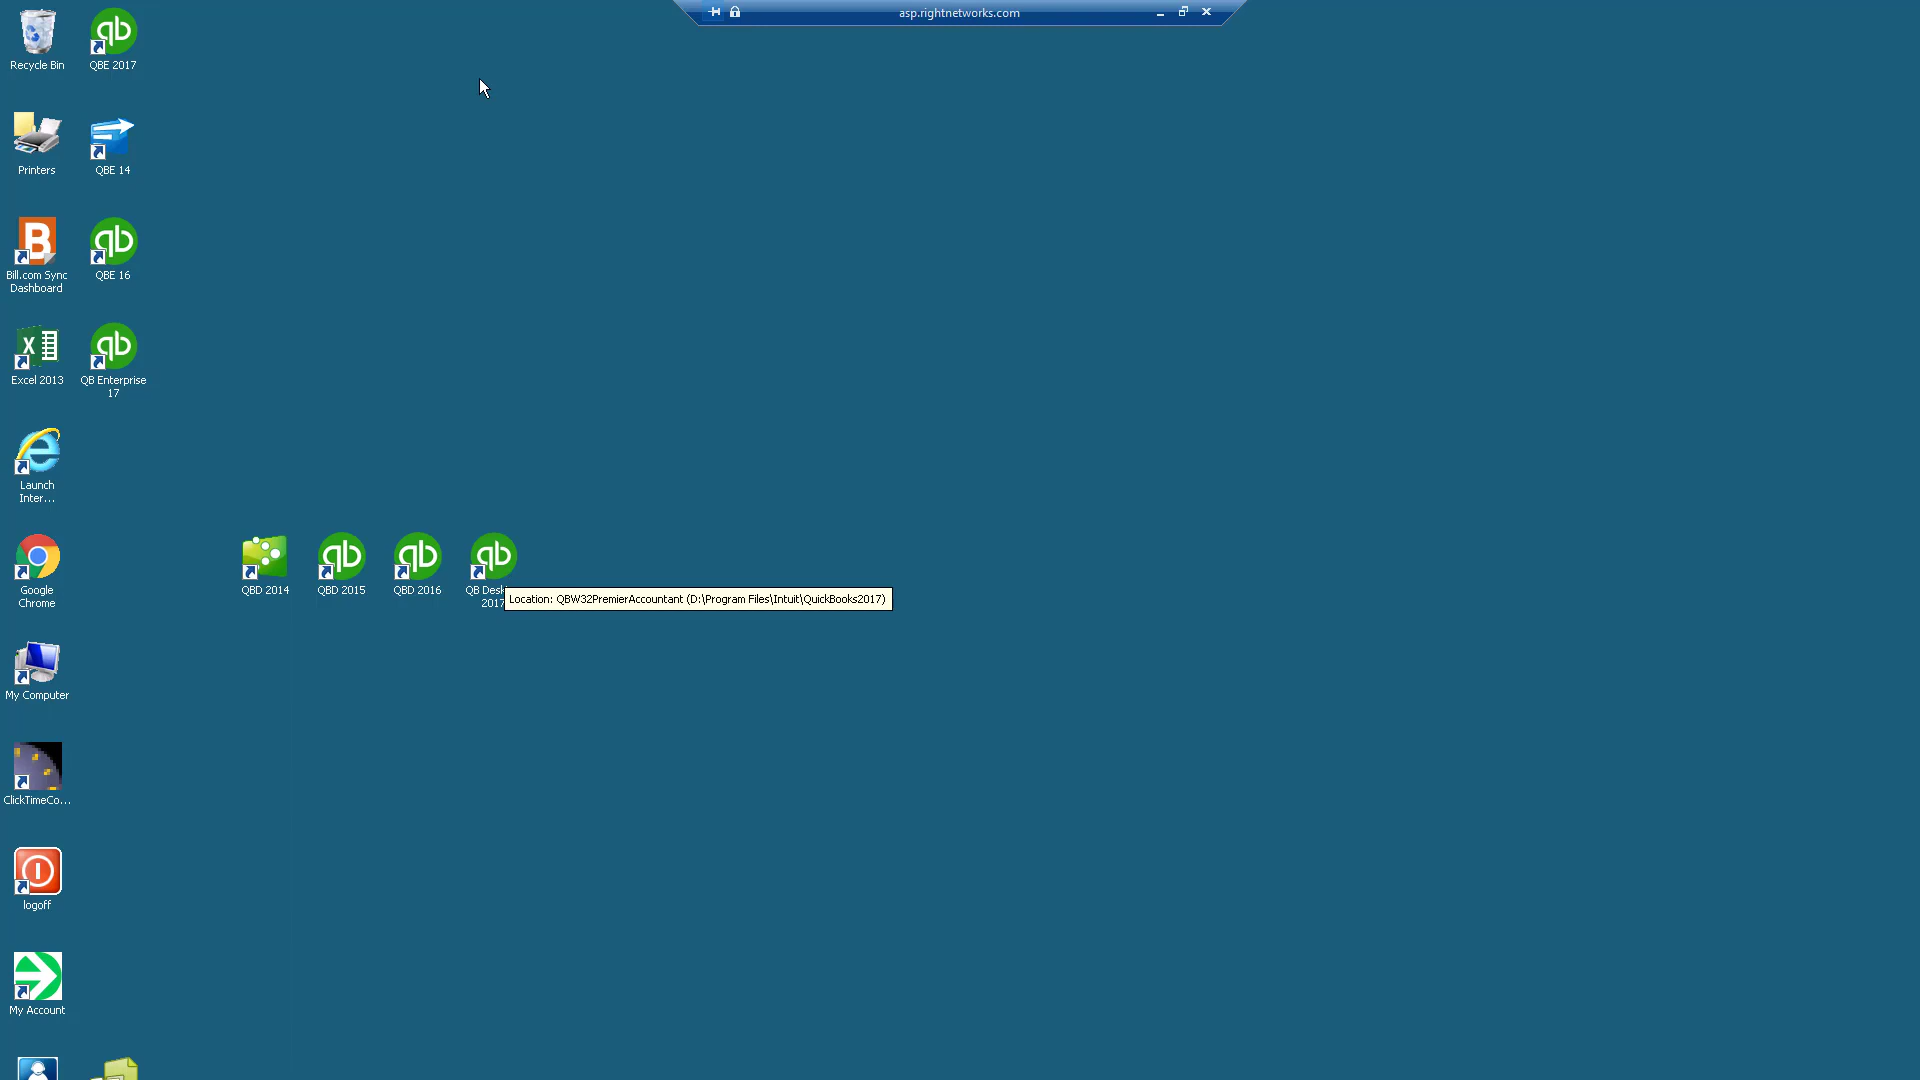 asp.rightnetworks.com
Recycle Bin
QBE 2017
Printers
QBE 14
Bill.com Sync
Dashboard
QBE 16
Excel 2013
QB Enterprise
17
Launch
Inter...
Google
Chrome
QBD 2014
QBD 2015
QBD 2016
QB Desk
2017
Location: QBW32PremierAccountant (D:\Program Files\Intuit\QuickBooks2017)
My Computer
ClickTimeCo...
logoff
My Account